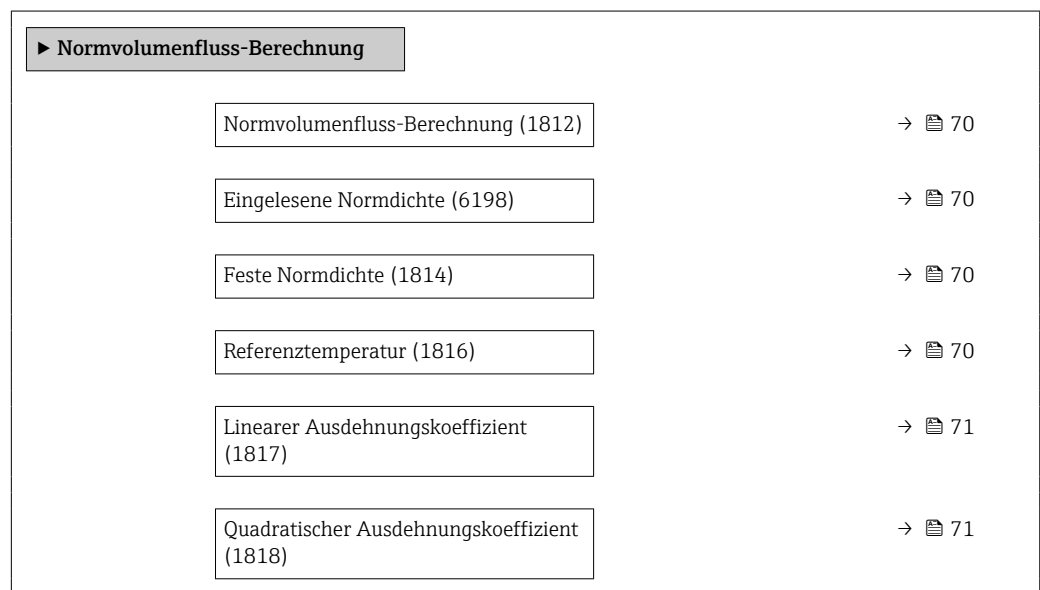 ▶ Normvolumenfluss-Berechnung
Normvolumenfluss-Berechnung (1812) → 70
Eingelesene Normdichte (6198) → 70
Feste Normdichte (1814) → 70
Referenztemperatur (1816) → 70
Linearer Ausdehnungskoeffizient → 71
(1817)
Quadratischer Ausdehnungskoeffizient → 71
(1818)